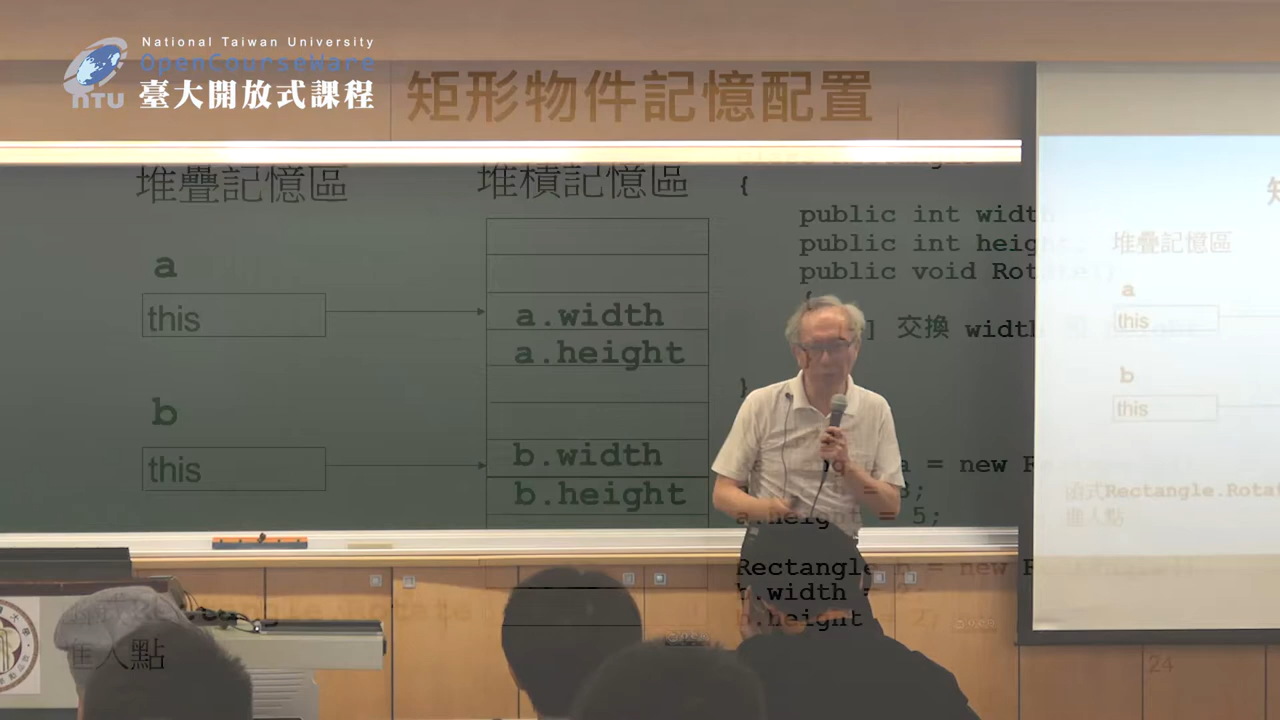 National Taiwan University
OpenCourseWare
臺大開放式課程
NTU
矩形物件記憶配置
堆疊記憶區
堆積記憶區
{
public int width
public int height
public void Rotate()
{
] 交換 width
}
a
this
a.width
a.height
b
this
b.width
b.height
a = new
= 3;
a.height = 5;
Rectangle b = new
b.width =
b.height 2;
進入點
24
堆疊記憶區
a
this
b
this
函式Rectangle.Rotat
進入點